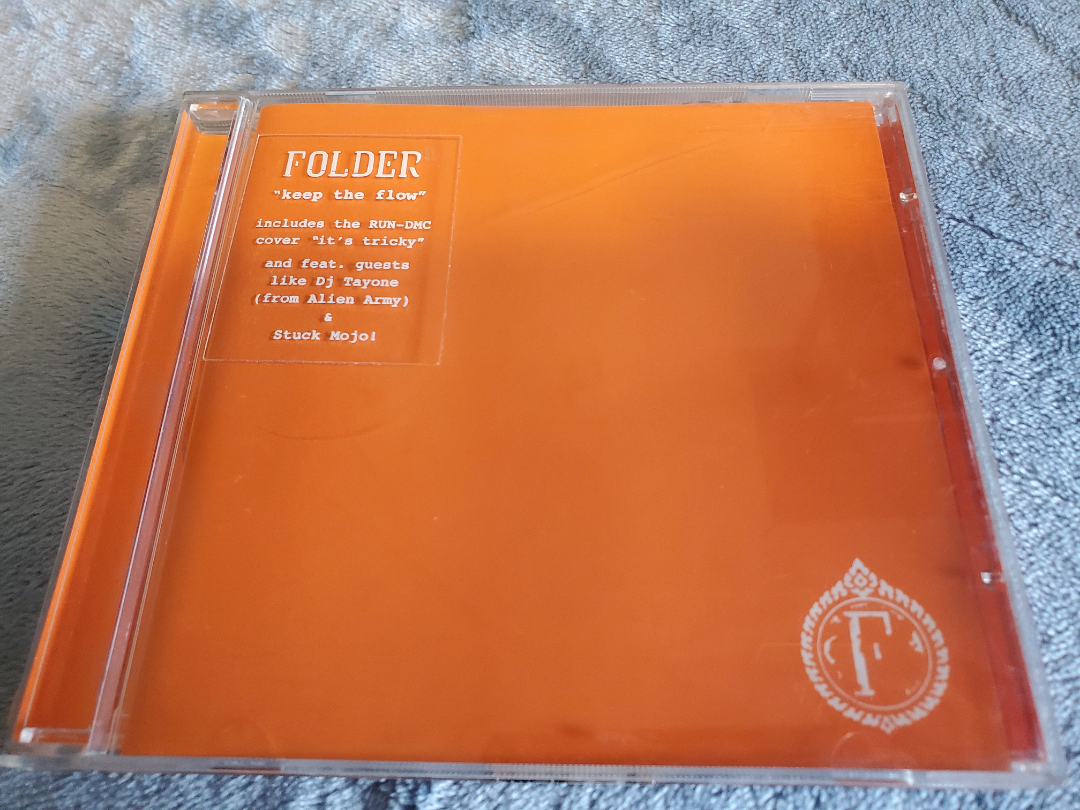 FOLDER
"keep the flow"
includes the RUN-DMC
cover "it's tricky"
and feat. guests
like Dj Tayone
(from Alien Army)
&
Stuck Mojo!
F